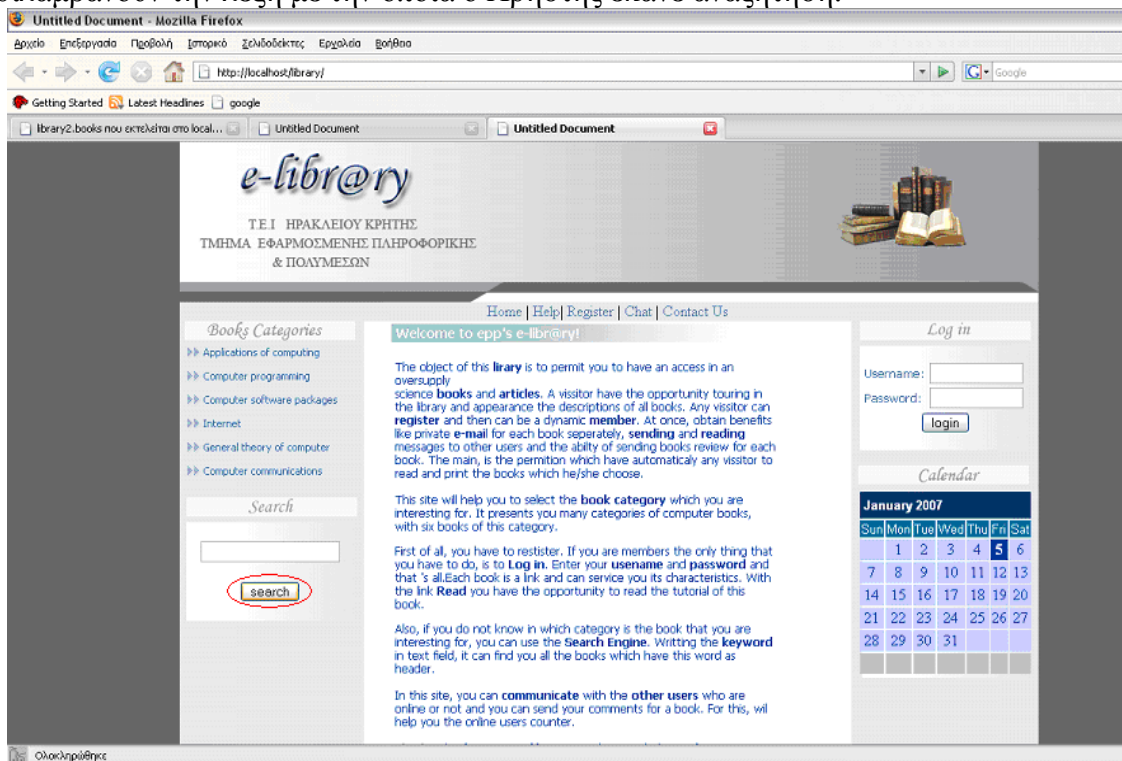 συλλαμβάνουν την λέξη με την οποία ο χρήστης έκανε αναζήτηση.
Untitled Document - Mozilla Firefox
Αρχείο Επεξεργασία Προβολή Ιστορικό Σελιδοδείκτες Εργαλεία Βοήθεια
http://localhost/library/
Google
Getting Started Latest Headlines google
library2.books που εκτελείται στο local...
Untitled Document
Untitled Document
e-libr@ry
Τ.Ε.Ι ΗΡΑΚΛΕΙΟΥ ΚΡΗΤΗΣ
ΤΜΗΜΑ ΕΦΑΡΜΟΣΜΕΝΗΣ ΠΛΗΡΟΦΟΡΙΚΗΣ
& ΠΟΛΥΜΕΣΩΝ
Home | Help| Register | Chat | Contact Us
Books Categories
Applications of computing
Computer programming
Computer software packages
Internet
General theory of computer
Computer communications
Search
search
Welcome to epp's e-libr@ry!
The object of this lirary is to permit you to have an access in an
oversupply
science books and articles. A vissitor have the opportunity touring in
the library and appearance the descriptions of all books. Any vissitor can
register and then can be a dynamic member. At once, obtain benefits
like private e-mail for each book seperately, sending and reading
messages to other users and the abilty of sending books review for each
book. The main, is the permition which have automaticaly any vissitor to
read and print the books which he/she choose.
This site will help you to select the book category which you are
interesting for. It presents you many categories of computer books,
with six books of this category.
First of all, you have to restister. If you are members the only thing that
you have to do, is to Log in. Enter your usename and password and
that 's all.Each book is a link and can service you its characteristics. With
the link Read you have the opportunity to read the tutorial of this
book.
Also, if you do not know in which category is the book that you are
interesting for, you can use the Search Engine. Writting the keyword
in text field, it can find you all the books which have this word as
header.
In this site, you can communicate with the other users who are
online or not and you can send your comments for a book. For this, wil
help you the online users counter.
Log in
Username:
Password:
login
Calendar
January 2007
Sun Mon Tue Wed Thu Fri Sat
1 2 3 4 5 6
7 8 9 10 11 12 13
14 15 16 17 18 19 20
21 22 23 24 25 26 27
28 29 30 31
Ολοκληρώθηκε